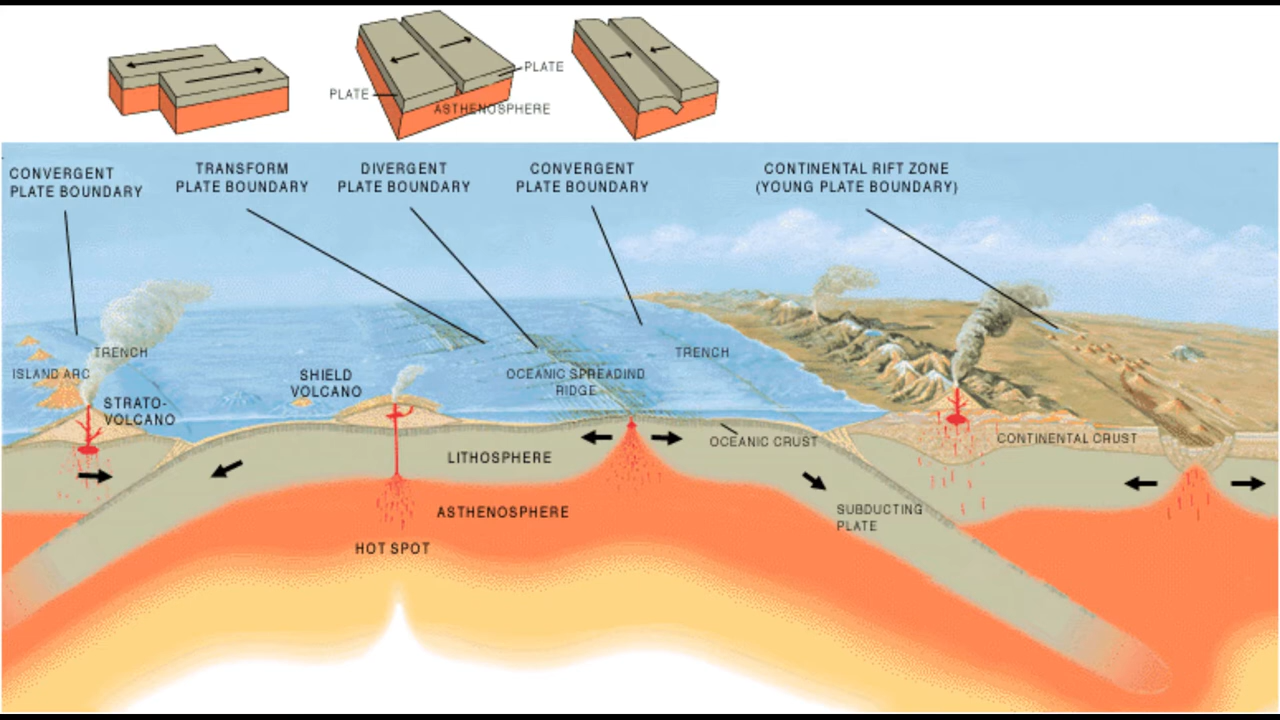 PLATE
PLATE
ASTHENOSPHERE
CONVERGENT
PLATE BOUNDARY
TRANSFORM
PLATE BOUNDARY
DIVERGENT
PLATE BOUNDARY
CONVERGENT
PLATE BOUNDARY
CONTINENTAL RIFT ZONE
(YOUNG PLATE BOUNDARY)
TRENCH
ISLAND ARC
STRATO-
VOLCANO
SHIELD
VOLCANO
OCEANIC SPREADIND
RIDGE
TRENCH
OCEANIC CRUST
CONTINENTAL CRUST
LITHOSPHERE
ASTHENOSPHERE
SUBDUCTING
PLATE
HOT SPOT